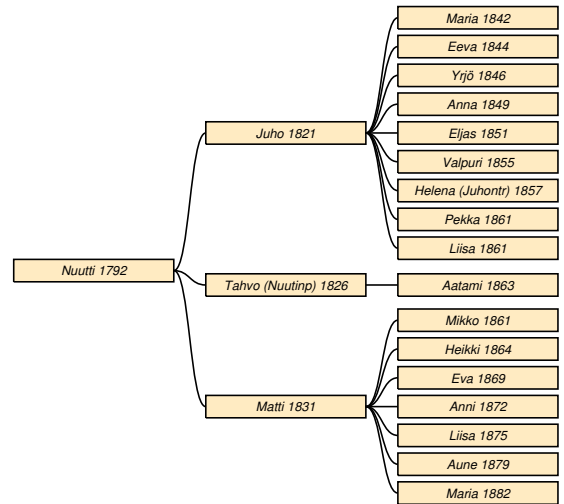 Nuutti 1792
Juho 1821
Maria 1842
Eeva 1844
Yrjö 1846
Anna 1849
Eljas 1851
Valpuri 1855
Helena (Juhontr) 1857
Pekka 1861
Liisa 1861
Tahvo (Nuutinp) 1826
Aatami 1863
Matti 1831
Mikko 1861
Heikki 1864
Eva 1869
Anni 1872
Liisa 1875
Aune 1879
Maria 1882